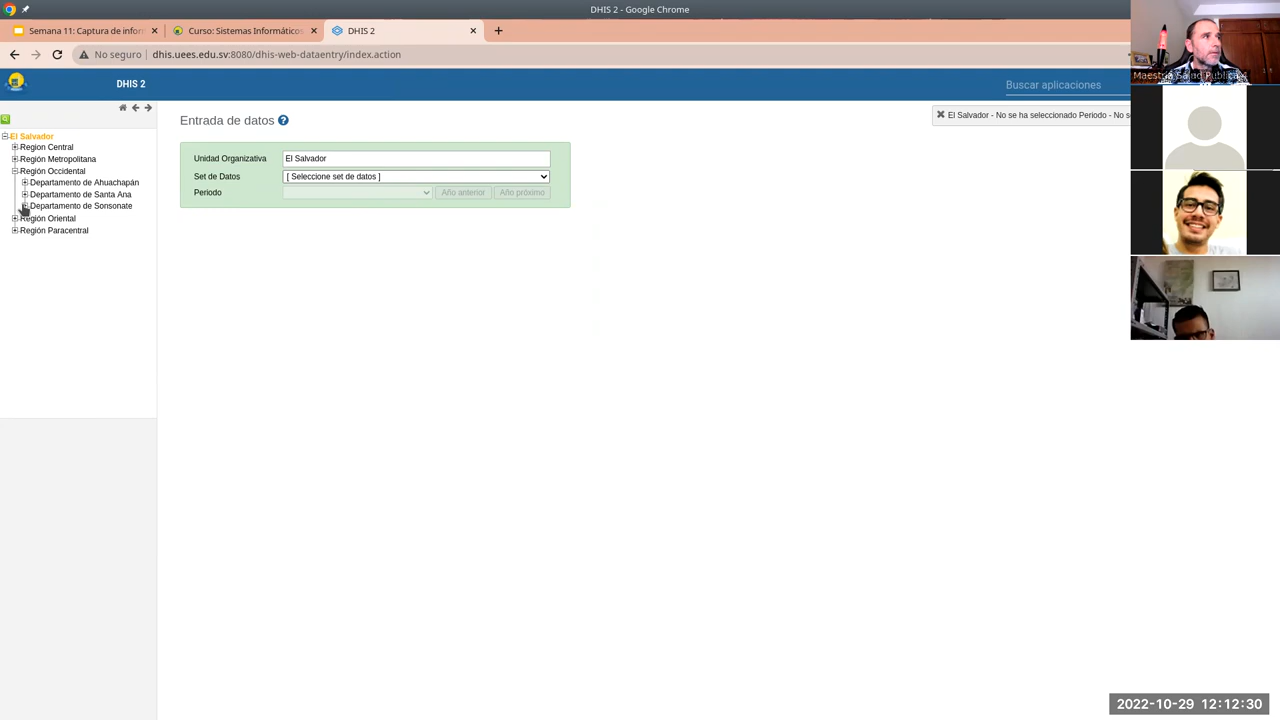 DHIS 2 - Google Chrome
Semana 11: Captura de infor
Curso: Sistemas Informáticos
DHIS 2
No seguro
dhis.uees.edu.sv:8080/dhis-web-dataentry/index.action
DHIS 2
Buscar aplicaciones
Maestría Salud Pública 4
El Salvador
Region Central
Región Metropolitana
Región Occidental
Departamento de Ahuachapán
Departamento de Santa Ana
Departamento de Sonsonate
Región Oriental
Región Paracentral
Entrada de datos
El Salvador - No se ha seleccionado Periodo - No s
Unidad Organizativa
El Salvador
Set de Datos
[ Seleccione set de datos ]
Periodo
Año anterior
Año próximo
2022-10-29 12:12:30